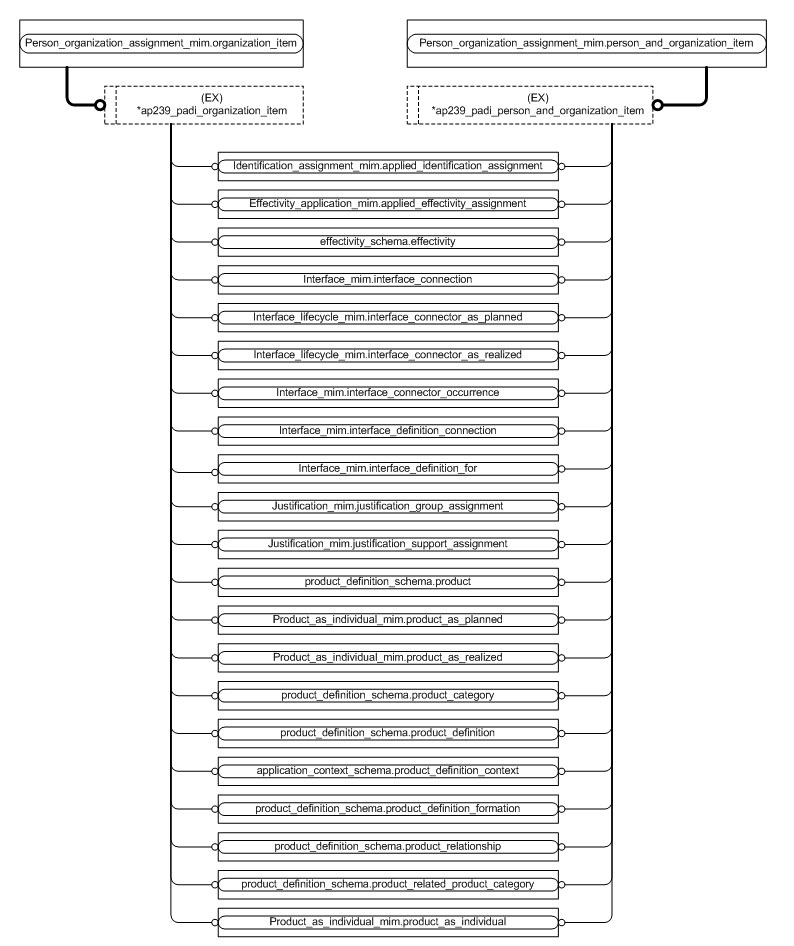 Person_organization_assignment_mim.organization_item
Person_organization_assignment_mim.person_and_organization_item
(EX)
*ap239_padi_organization_item
(EX)
*ap239_padi_person_and_organization_item
Identification_assignment_mim.applied_identification_assignment
Effectivity_application_mim.applied_effectivity_assignment
effectivity_schema.effectivity
Interface_mim.interface_connection
Interface_lifecycle_mim.interface_connector_as_planned
Interface_lifecycle_mim.interface_connector_as_realized
Interface_mim.interface_connector_occurrence
Interface_mim.interface_definition_connection
Interface_mim.interface_definition_for
Justification_mim.justification_group_assignment
Justification_mim.justification_support_assignment
product_definition_schema.product
Product_as_individual_mim.product_as_planned
Product_as_individual_mim.product_as_realized
product_definition_schema.product_category
product_definition_schema.product_definition
application_context_schema.product_definition_context
product_definition_schema.product_definition_formation
product_definition_schema.product_relationship
product_definition_schema.product_related_product_category
Product_as_individual_mim.product_as_individual